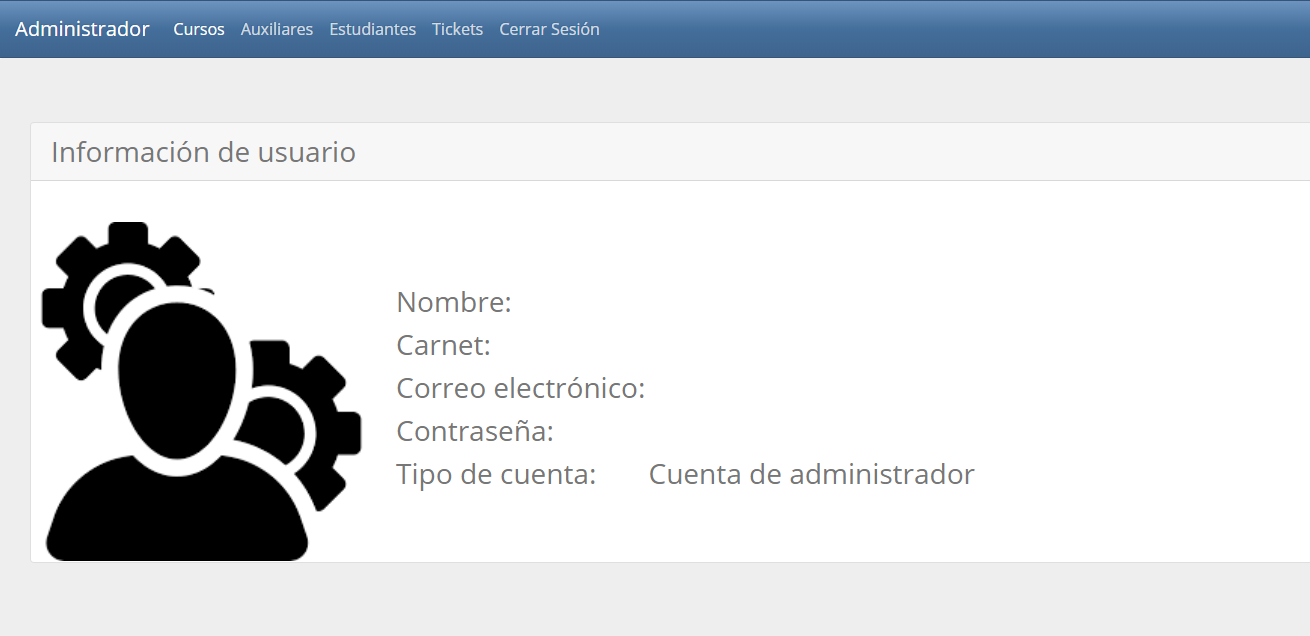 Administrador Cursos Auxiliares Estudiantes Tickets Cerrar Sesión
Información de usuario
Nombre:
Carnet:
Correo electrónico:
Contraseña:
Tipo de cuenta: Cuenta de administrador